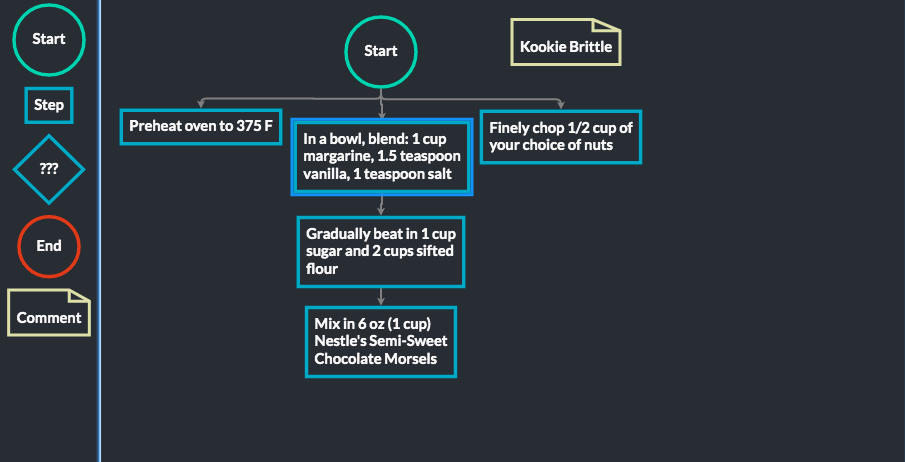 Start
Step
???
End
Comment
Start
Kookie Brittle
Preheat oven to 375 F
In a bowl, blend: 1 cup
margarine, 1.5 teaspoon
vanilla, 1 teaspoon salt
Finely chop 1/2 cup of
your choice of nuts
Gradually beat in 1 cup
sugar and 2 cups sifted
flour
Mix in 6 oz (1 cup)
Nestle's Semi-Sweet
Chocolate Morsels